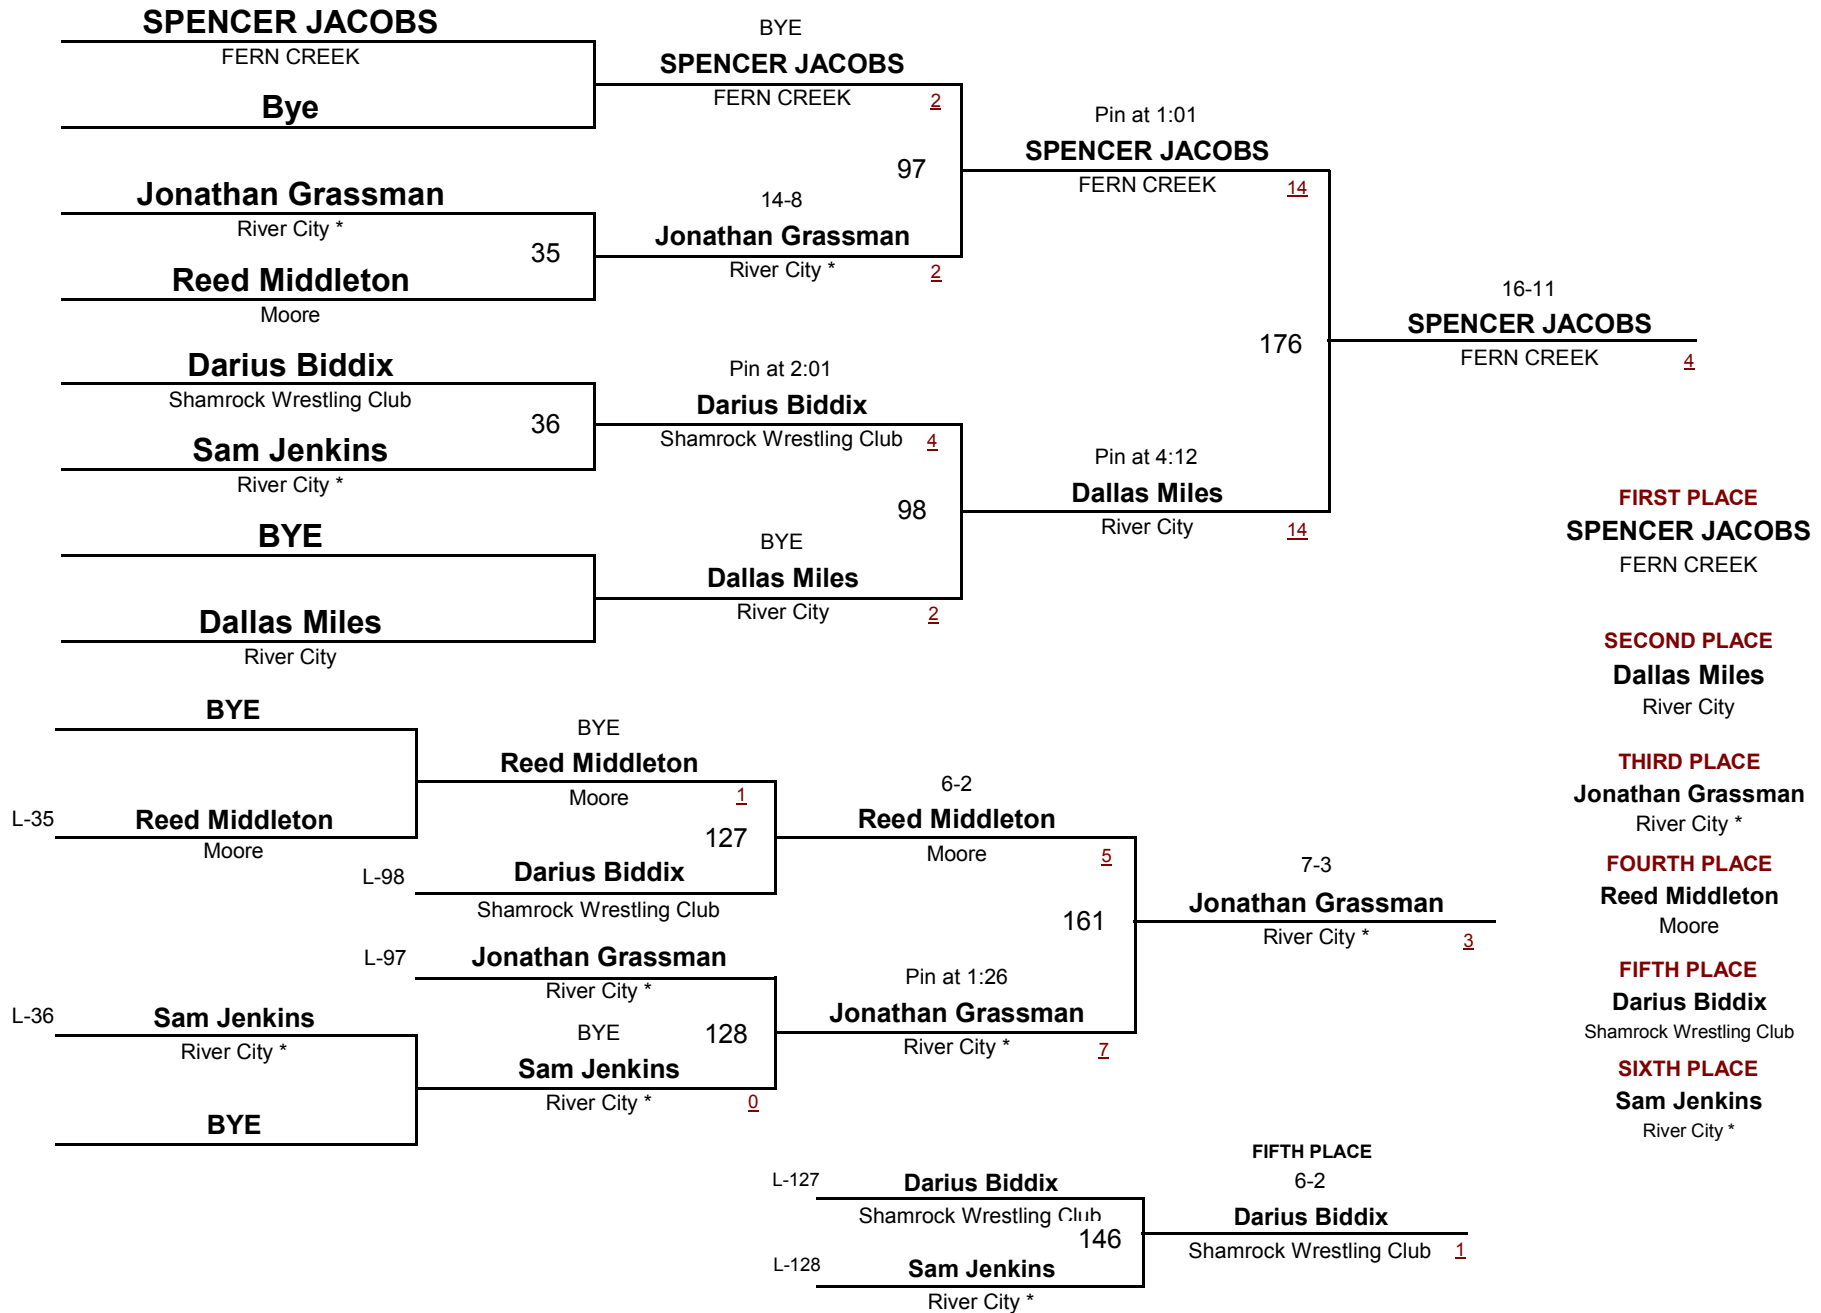 SPENCER JACOBS
FERN CREEK
Bye
Jonathan Grassman
River City *
35
Reed Middleton
Moore
Darius Biddix
Shamrock Wrestling Club
36
Sam Jenkins
River City *
BYE
Dallas Miles
River City
BYE
SPENCER JACOBS
FERN CREEK 2
97
14-8
Jonathan Grassman
River City * 2
Pin at 2:01
Darius Biddix
Shamrock Wrestling Club 4
98
BYE
Dallas Miles
River City 2
Pin at 1:01
SPENCER JACOBS
FERN CREEK 14
176
Pin at 4:12
Dallas Miles
River City 14
16-11
SPENCER JACOBS
FERN CREEK 4
BYE
L-35 Reed Middleton
Moore
BYE
Reed Middleton
Moore 1
127
L-98 Darius Biddix
Shamrock Wrestling Club
L-97 Jonathan Grassman
River City *
L-36 Sam Jenkins
River City *
BYE
BYE 128
Sam Jenkins
River City * 0
6-2
Reed Middleton
Moore 5
161
Pin at 1:26
Jonathan Grassman
River City * 7
7-3
Jonathan Grassman
River City * 3
L-127 Darius Biddix
Shamrock Wrestling Club
146
L-128 Sam Jenkins
River City *
FIFTH PLACE
6-2
Darius Biddix
Shamrock Wrestling Club 1
FIRST PLACE
SPENCER JACOBS
FERN CREEK
SECOND PLACE
Dallas Miles
River City
THIRD PLACE
Jonathan Grassman
River City *
FOURTH PLACE
Reed Middleton
Moore
FIFTH PLACE
Darius Biddix
Shamrock Wrestling Club
SIXTH PLACE
Sam Jenkins
River City *